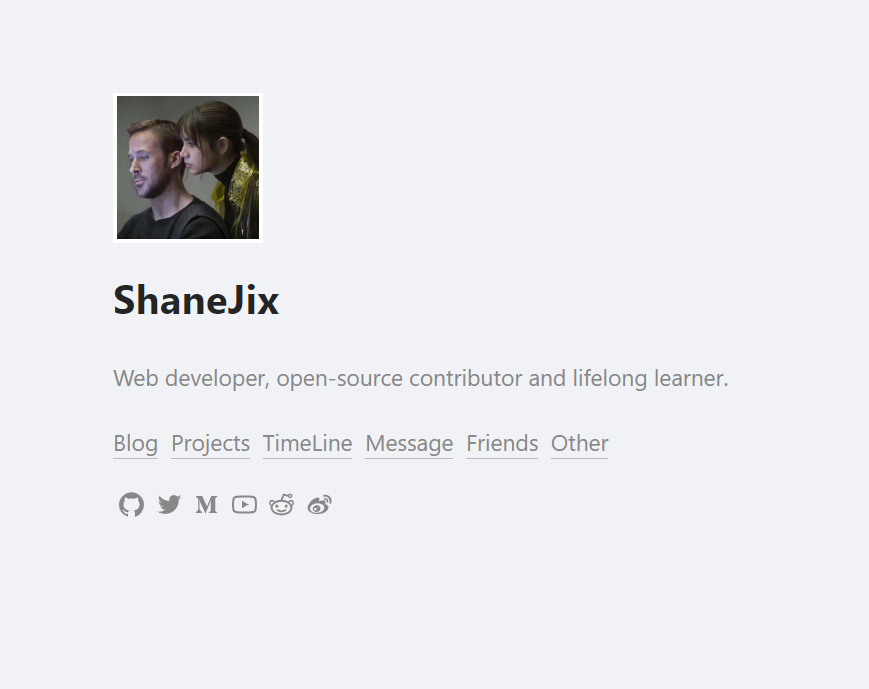 ShaneJix
Web developer, open-source contributor and lifelong learner.
Blog Projects TimeLine Message Friends Other